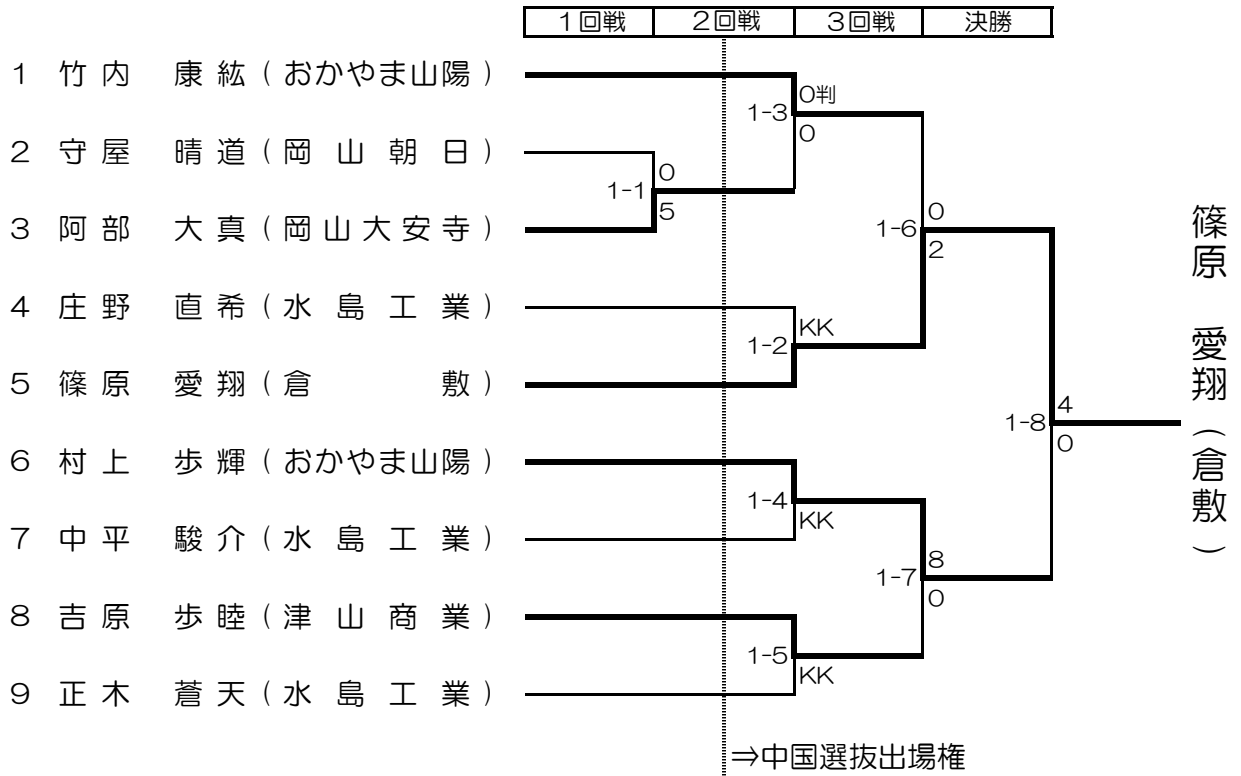 1回戦 2回戦 3回戦 決勝
1 竹内 康紘(おかやま山陽)
0判
1-3
0
2 守屋 晴道(岡山朝日)
0
1-1
5
3 阿部 大真(岡山大安寺)
0
1-6
2
4 庄野 直希(水島工業)
KK
1-2
5 篠原 愛翔(倉敷)
4
1-8
0
篠原 愛翔(倉敷)
6 村上 歩輝(おかやま山陽)
1-4
KK
7 中平 駿介(水島工業)
8
1-7
0
8 吉原 歩睦(津山商業)
1-5
KK
9 正木 蒼天(水島工業)
⇒中国選抜出場権